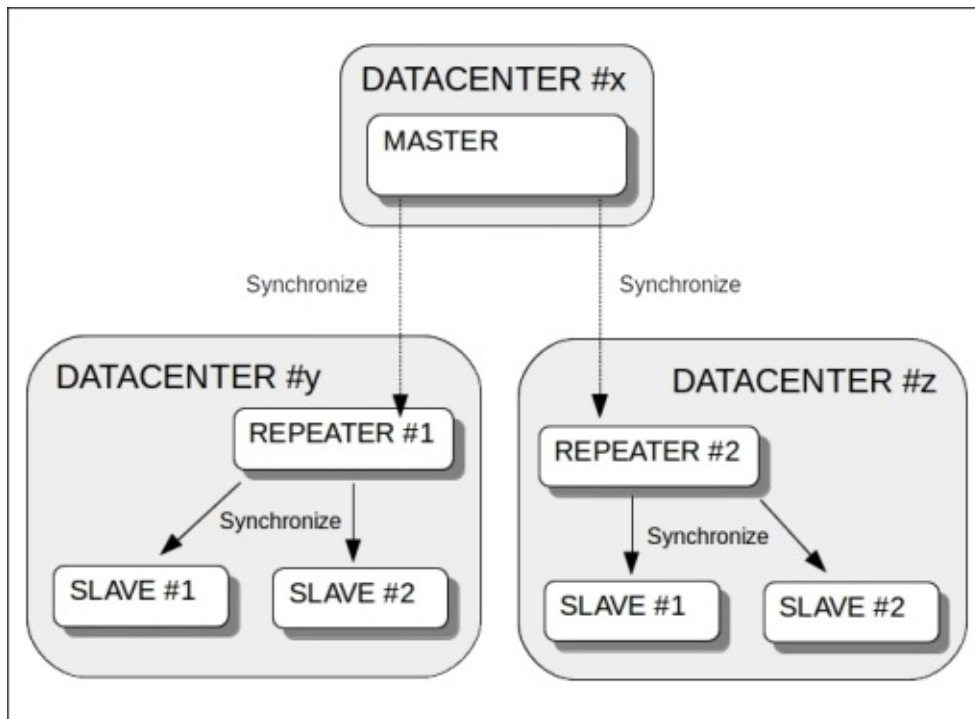 DATACENTER #x
MASTER
Synchronize
Synchronize
DATACENTER #y
REPEATER #1
Synchronize
SLAVE #1
SLAVE #2
DATACENTER #z
REPEATER #2
Synchronize
SLAVE #1
SLAVE #2